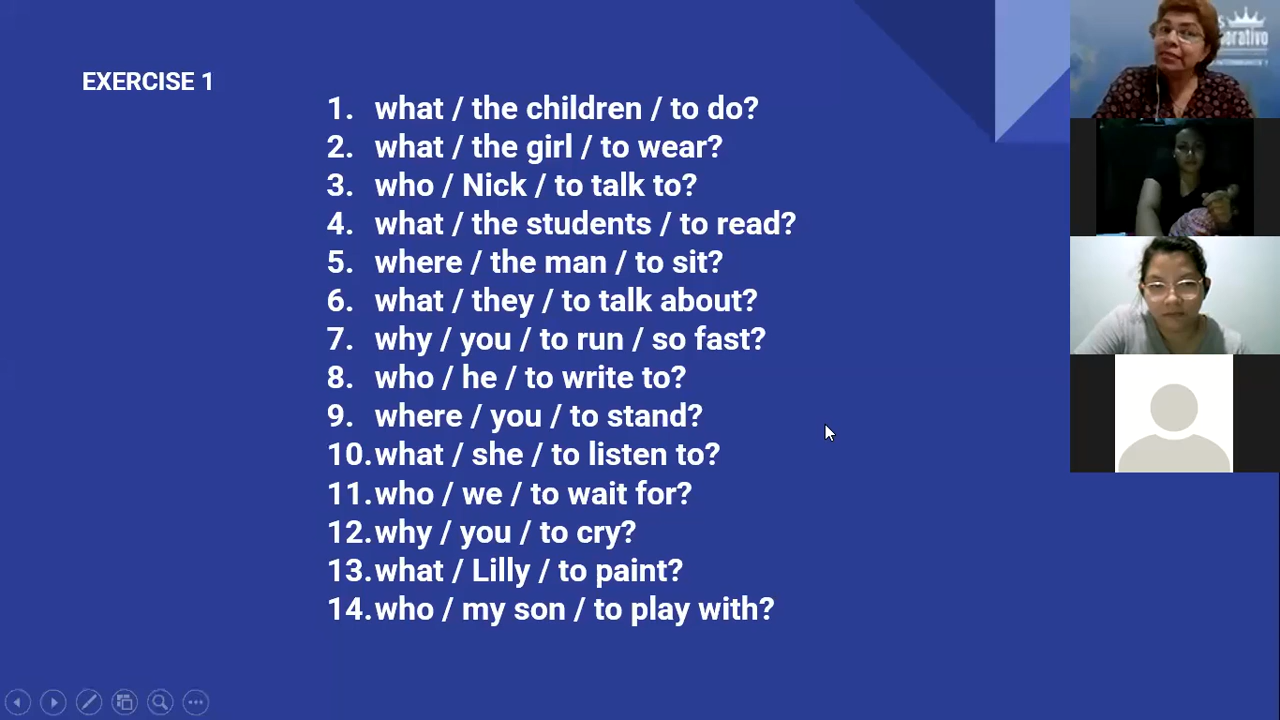 EXERCISE 1
1. what / the children / to do?
2. what / the girl / to wear?
3. who / Nick / to talk to?
4. what / the students / to read?
5. where / the man / to sit?
6. what / they / to talk about?
7. why / you / to run / so fast?
8. who / he / to write to?
9. where / you / to stand?
10. what / she / to listen to?
11. who / we / to wait for?
12. why / you / to cry?
13. what / Lilly / to paint?
14. who / my son / to play with?